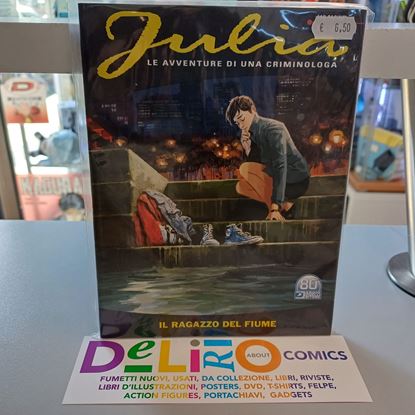 Julia
€ 6,50
LE AVVENTURE DI UNA CRIMINOLOGA
80
IL RAGAZZO DEL FIUME
DeLiRiO ABOUT COMICS
FUMETTI NUOVI, USATI, DA COLLEZIONE, LIBRI, RIVISTE,
LIBRI D'ILLUSTRAZIONI, POSTERS, DVD, T-SHIRTS, FELPE,
ACTION FIGURES, PORTACHIAVI, GADGETS